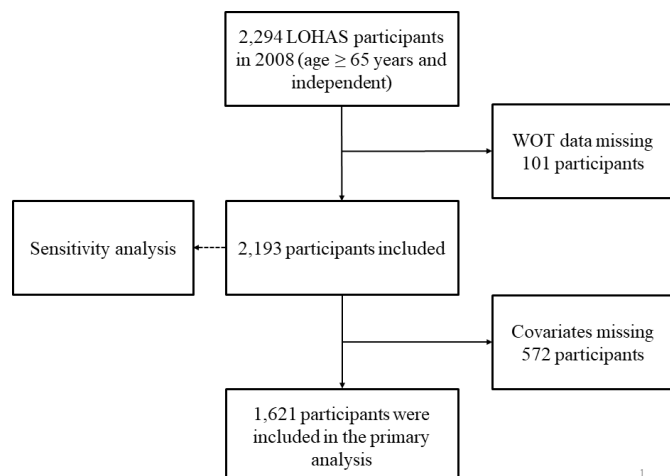 2,294 LOHAS participants
in 2008 (age ≥ 65 years and
independent)
WOT data missing
101 participants
Sensitivity analysis
2,193 participants included
Covariates missing
572 participants
1,621 participants were
included in the primary
analysis
1